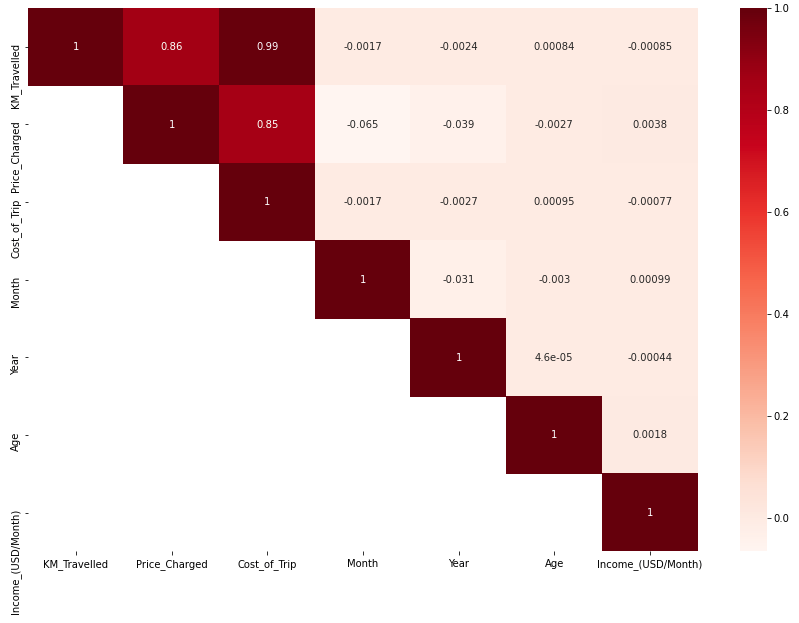 KM_Travelled 1 0.86 0.99 -0.0017 -0.0024 0.00084 -0.00085
Price_Charged 1 0.85 -0.065 -0.039 -0.0027 0.0038
Cost_of_Trip 1 -0.0017 -0.0027 0.00095 -0.00077
Month 1 -0.031 -0.003 0.00099
Year 1 4.6e-05 -0.00044
Age 1 0.0018
Income_(USD/Month) 1
KM_Travelled Price_Charged Cost_of_Trip Month Year Age Income_(USD/Month)
1.0
0.8
0.6
0.4
0.2
0.0